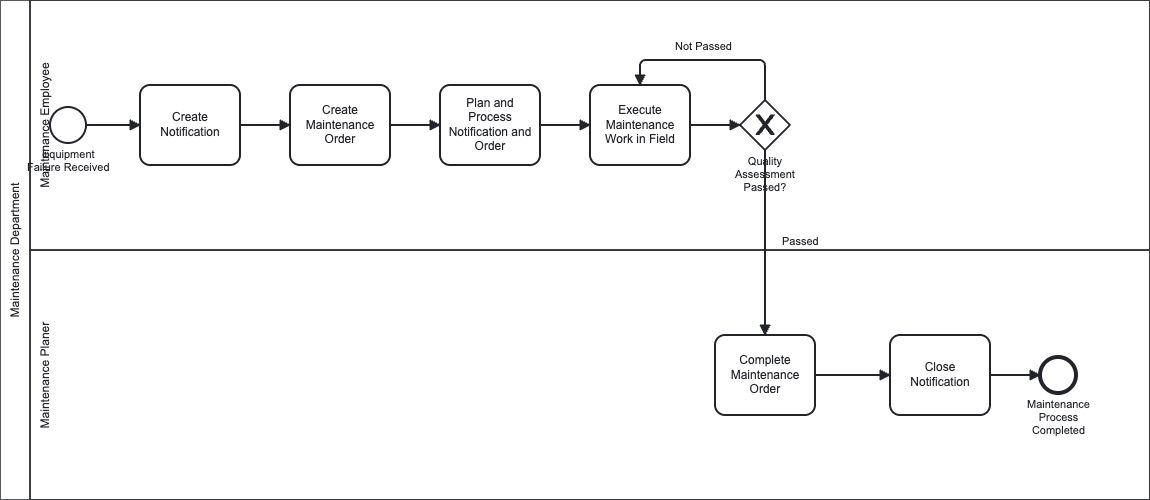 Maintenance Department
Maintenance Employee
Equipment
Failure Received
Create
Notification
Create
Maintenance
Order
Plan and
Process
Notification and
Order
Execute
Maintenance
Work in Field
Not Passed
Quality
Assessment
Passed?
Passed
Maintenance Planer
Complete
Maintenance
Order
Close
Notification
Maintenance
Process
Completed